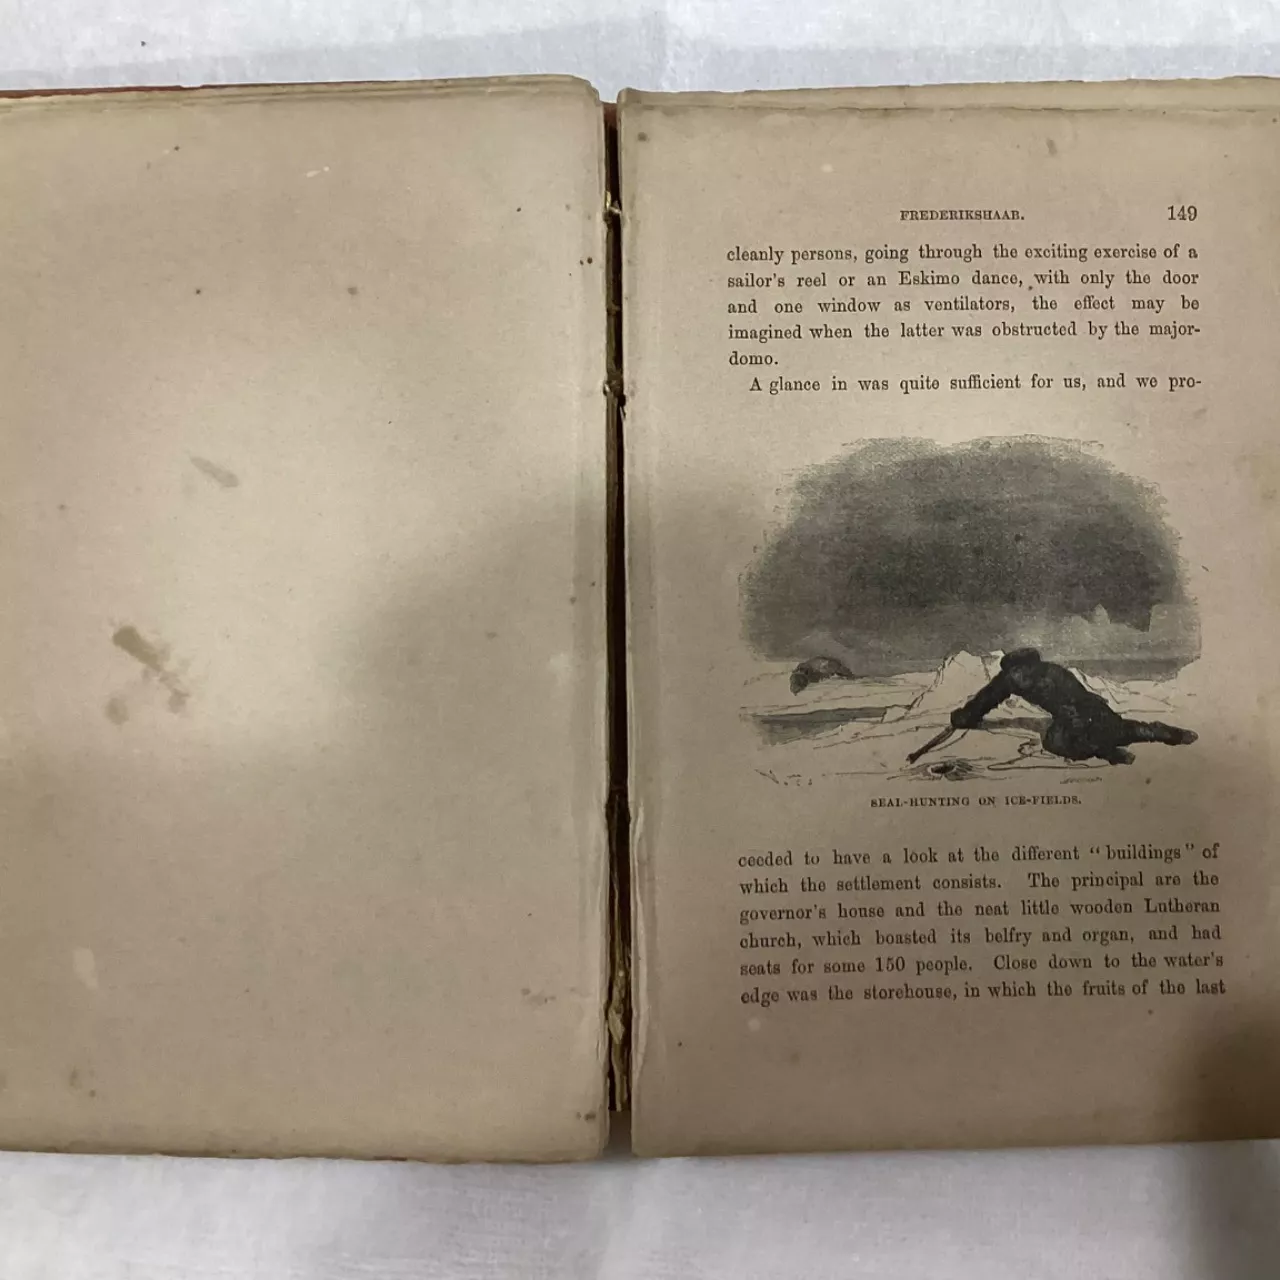 FREDERIKSHAAB.
149
cleanly persons, going through the exciting exercise of a
sailor's reel or an Eskimo dance, with only the door
and one window as ventilators, the effect may be
imagined when the latter was obstructed by the major-
domo.
A glance in was quite sufficient for us, and we pro-
SEAL-HUNTING ON ICE-FIELDS.
ceeded to have a look at the different "buildings" of
which the settlement consists. The principal are the
governor's house and the neat little wooden Lutheran
church, which boasted its belfry and organ, and had
seats for some 150 people. Close down to the water's
edge was the storehouse, in which the fruits of the last